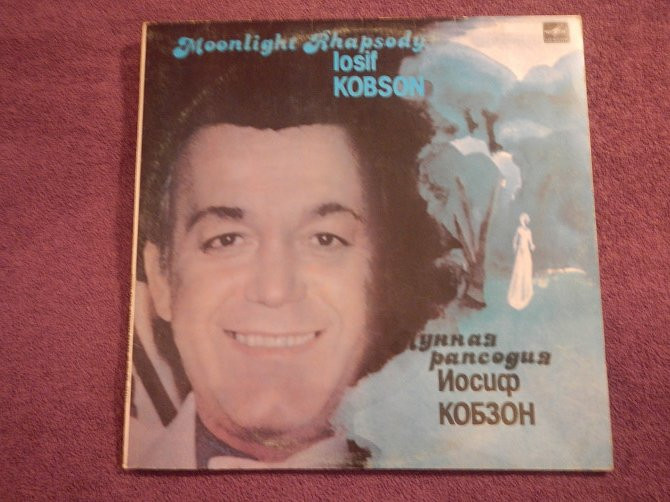 Moonlight Rhapsody
Iosif
KOBSON
Лунная
рапсодия
Иосиф
КОБЗОН